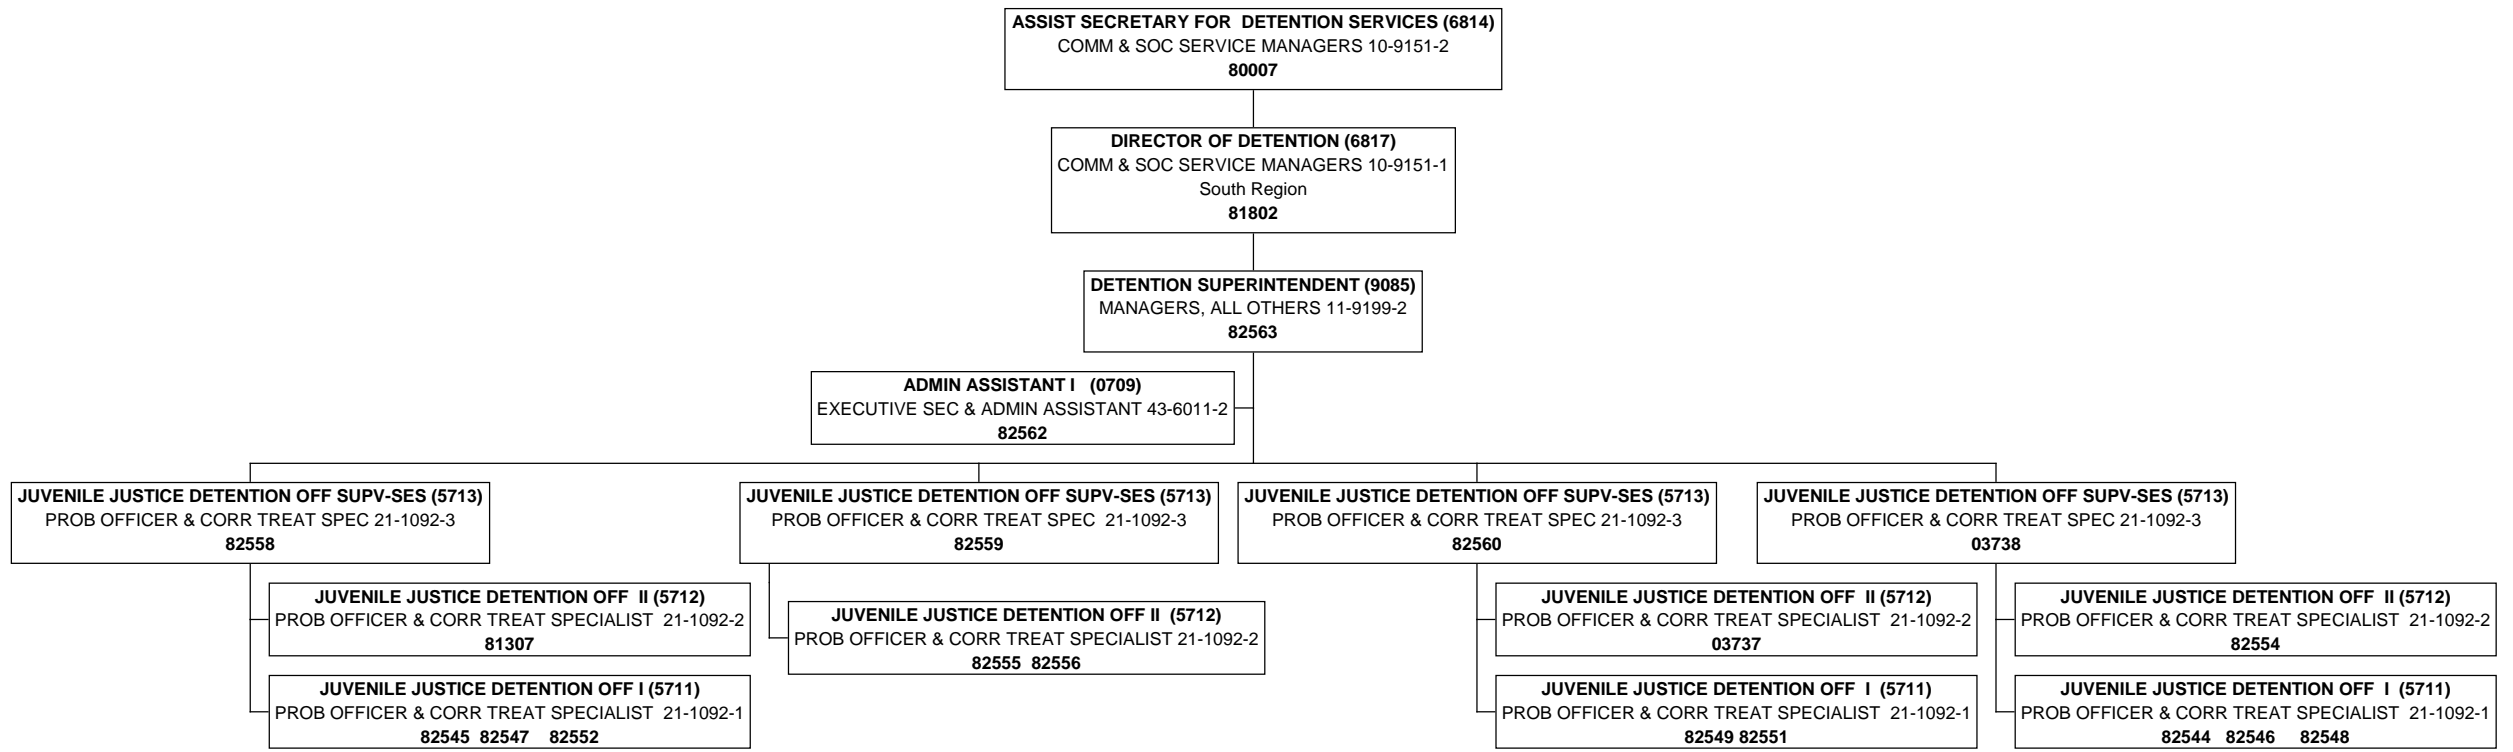 ASSIST SECRETARY FOR DETENTION SERVICES (6814)
COMM & SOC SERVICE MANAGERS 10-9151-2
80007
DIRECTOR OF DETENTION (6817)
COMM & SOC SERVICE MANAGERS 10-9151-1
South Region
81802
DETENTION SUPERINTENDENT (9085)
MANAGERS, ALL OTHERS 11-9199-2
82563
ADMIN ASSISTANT I (0709)
EXECUTIVE SEC & ADMIN ASSISTANT 43-6011-2
82562
JUVENILE JUSTICE DETENTION OFF SUPV-SES (5713)
PROB OFFICER & CORR TREAT SPEC 21-1092-3
82558
JUVENILE JUSTICE DETENTION OFF II (5712)
PROB OFFICER & CORR TREAT SPECIALIST 21-1092-2
81307
JUVENILE JUSTICE DETENTION OFF I (5711)
PROB OFFICER & CORR TREAT SPECIALIST 21-1092-1
82545 82547 82552
JUVENILE JUSTICE DETENTION OFF SUPV-SES (5713)
PROB OFFICER & CORR TREAT SPEC 21-1092-3
82559
JUVENILE JUSTICE DETENTION OFF II (5712)
PROB OFFICER & CORR TREAT SPECIALIST 21-1092-2
82555 82556
JUVENILE JUSTICE DETENTION OFF SUPV-SES (5713)
PROB OFFICER & CORR TREAT SPEC 21-1092-3
82560
JUVENILE JUSTICE DETENTION OFF II (5712)
PROB OFFICER & CORR TREAT SPECIALIST 21-1092-2
03737
JUVENILE JUSTICE DETENTION OFF I (5711)
PROB OFFICER & CORR TREAT SPECIALIST 21-1092-1
82549 82551
JUVENILE JUSTICE DETENTION OFF SUPV-SES (5713)
PROB OFFICER & CORR TREAT SPEC 21-1092-3
03738
JUVENILE JUSTICE DETENTION OFF II (5712)
PROB OFFICER & CORR TREAT SPECIALIST 21-1092-2
82554
JUVENILE JUSTICE DETENTION OFF I (5711)
PROB OFFICER & CORR TREAT SPECIALIST 21-1092-1
82544 82546 82548